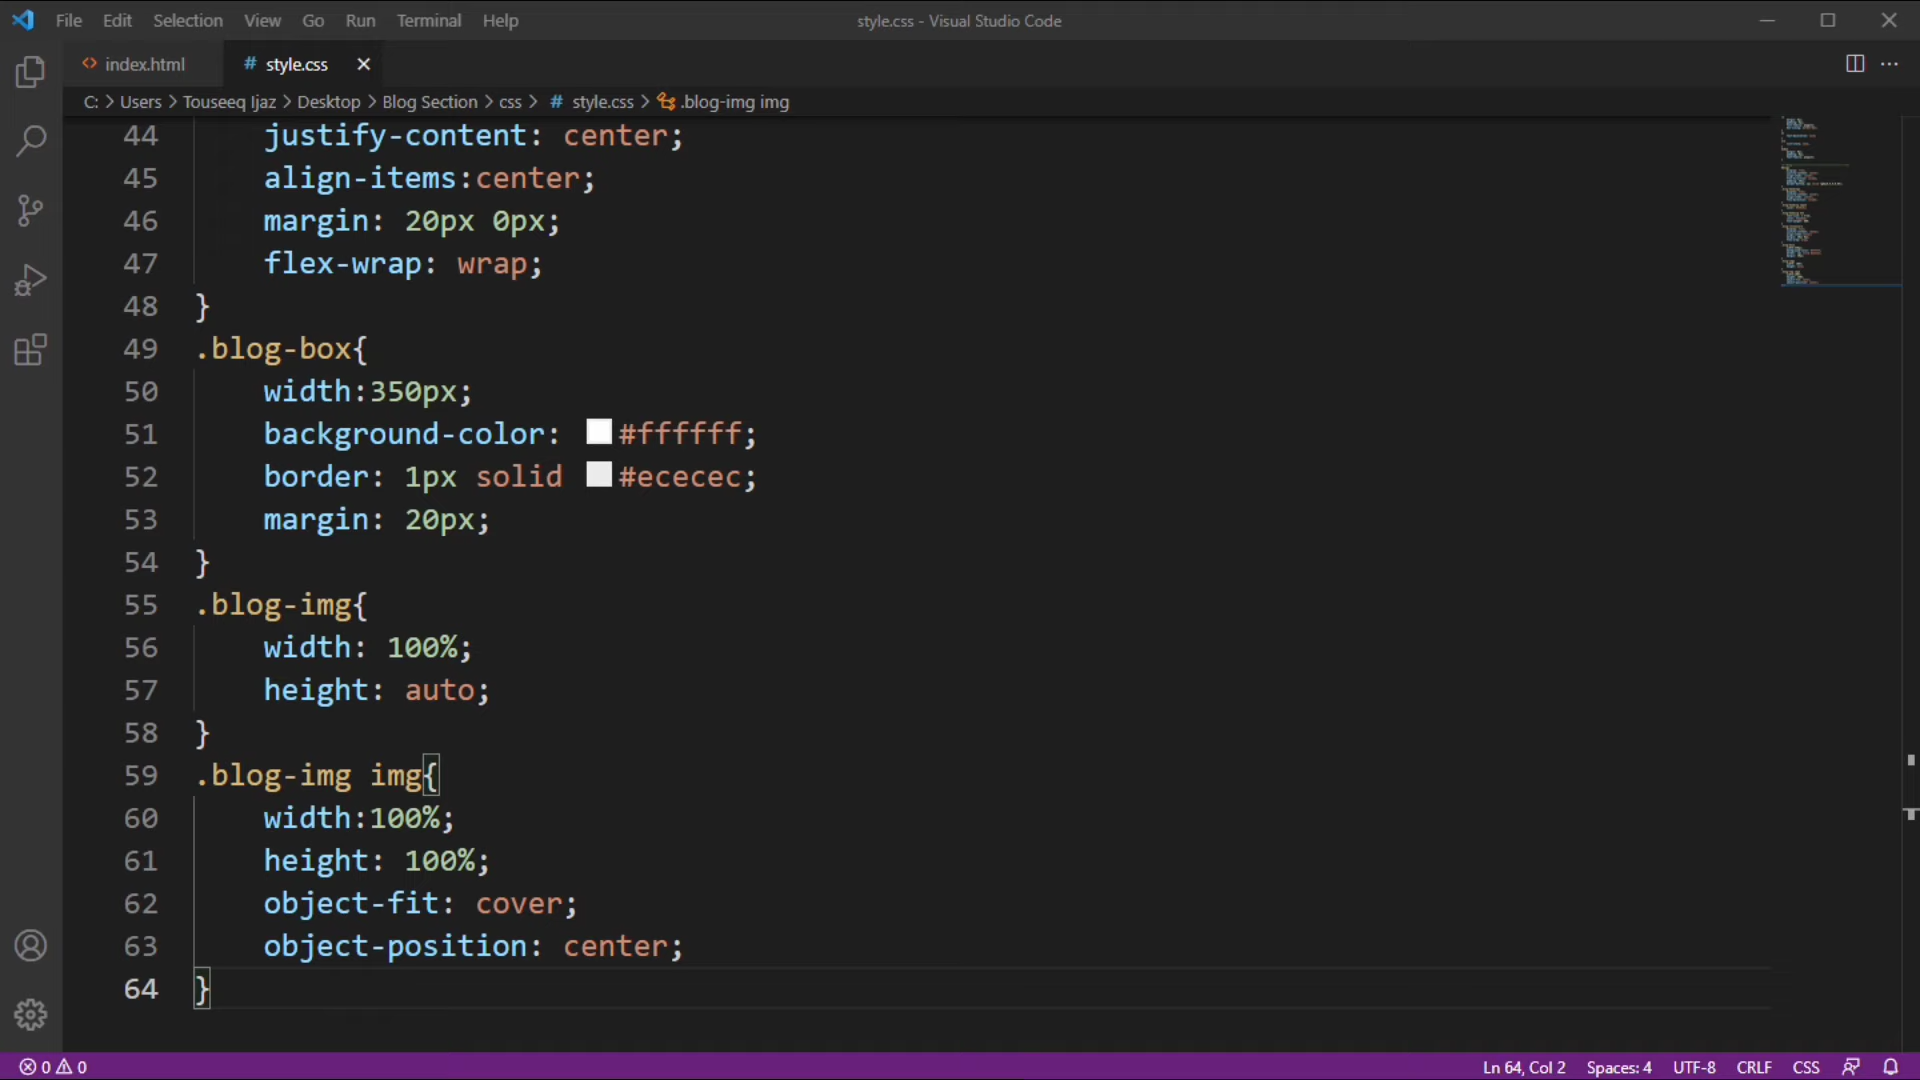 File Edit Selection View Go Run Terminal Help style.css - Visual Studio Code
<> index.html # style.css
C: > Users > Touseeq Ijaz > Desktop > Blog Section > css > # style.css > .blog-img img
44 justify-content: center;
45 align-items:center;
46 margin: 20px 0px;
47 flex-wrap: wrap;
48 }
49 .blog-box{
50 width:350px;
51 background-color: #ffffff;
52 border: 1px solid #ececec;
53 margin: 20px;
54 }
55 .blog-img{
56 width: 100%;
57 height: auto;
58 }
59 .blog-img img{
60 width:100%;
61 height: 100%;
62 object-fit: cover;
63 object-position: center;
64 }
0 0 Ln 64, Col 2 Spaces: 4 UTF-8 CRLF CSS